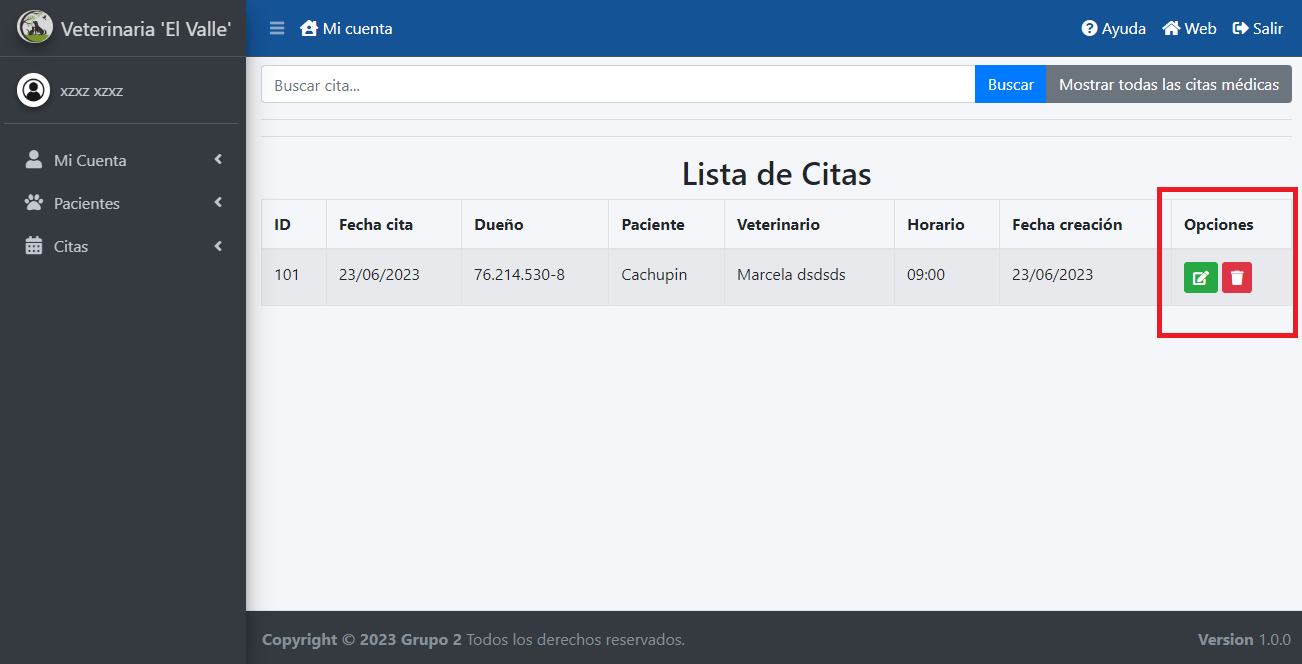 Veterinaria 'El Valle'
Mi cuenta
Ayuda Web Salir
xzxz xzxz
Mi Cuenta
Pacientes
Citas
Buscar cita...
Buscar
Mostrar todas las citas médicas
Lista de Citas
ID Fecha cita Dueño Paciente Veterinario Horario Fecha creación Opciones
101 23/06/2023 76.214.530-8 Cachupin Marcela dsdsds 09:00 23/06/2023
Copyright © 2023 Grupo 2 Todos los derechos reservados.
Version 1.0.0